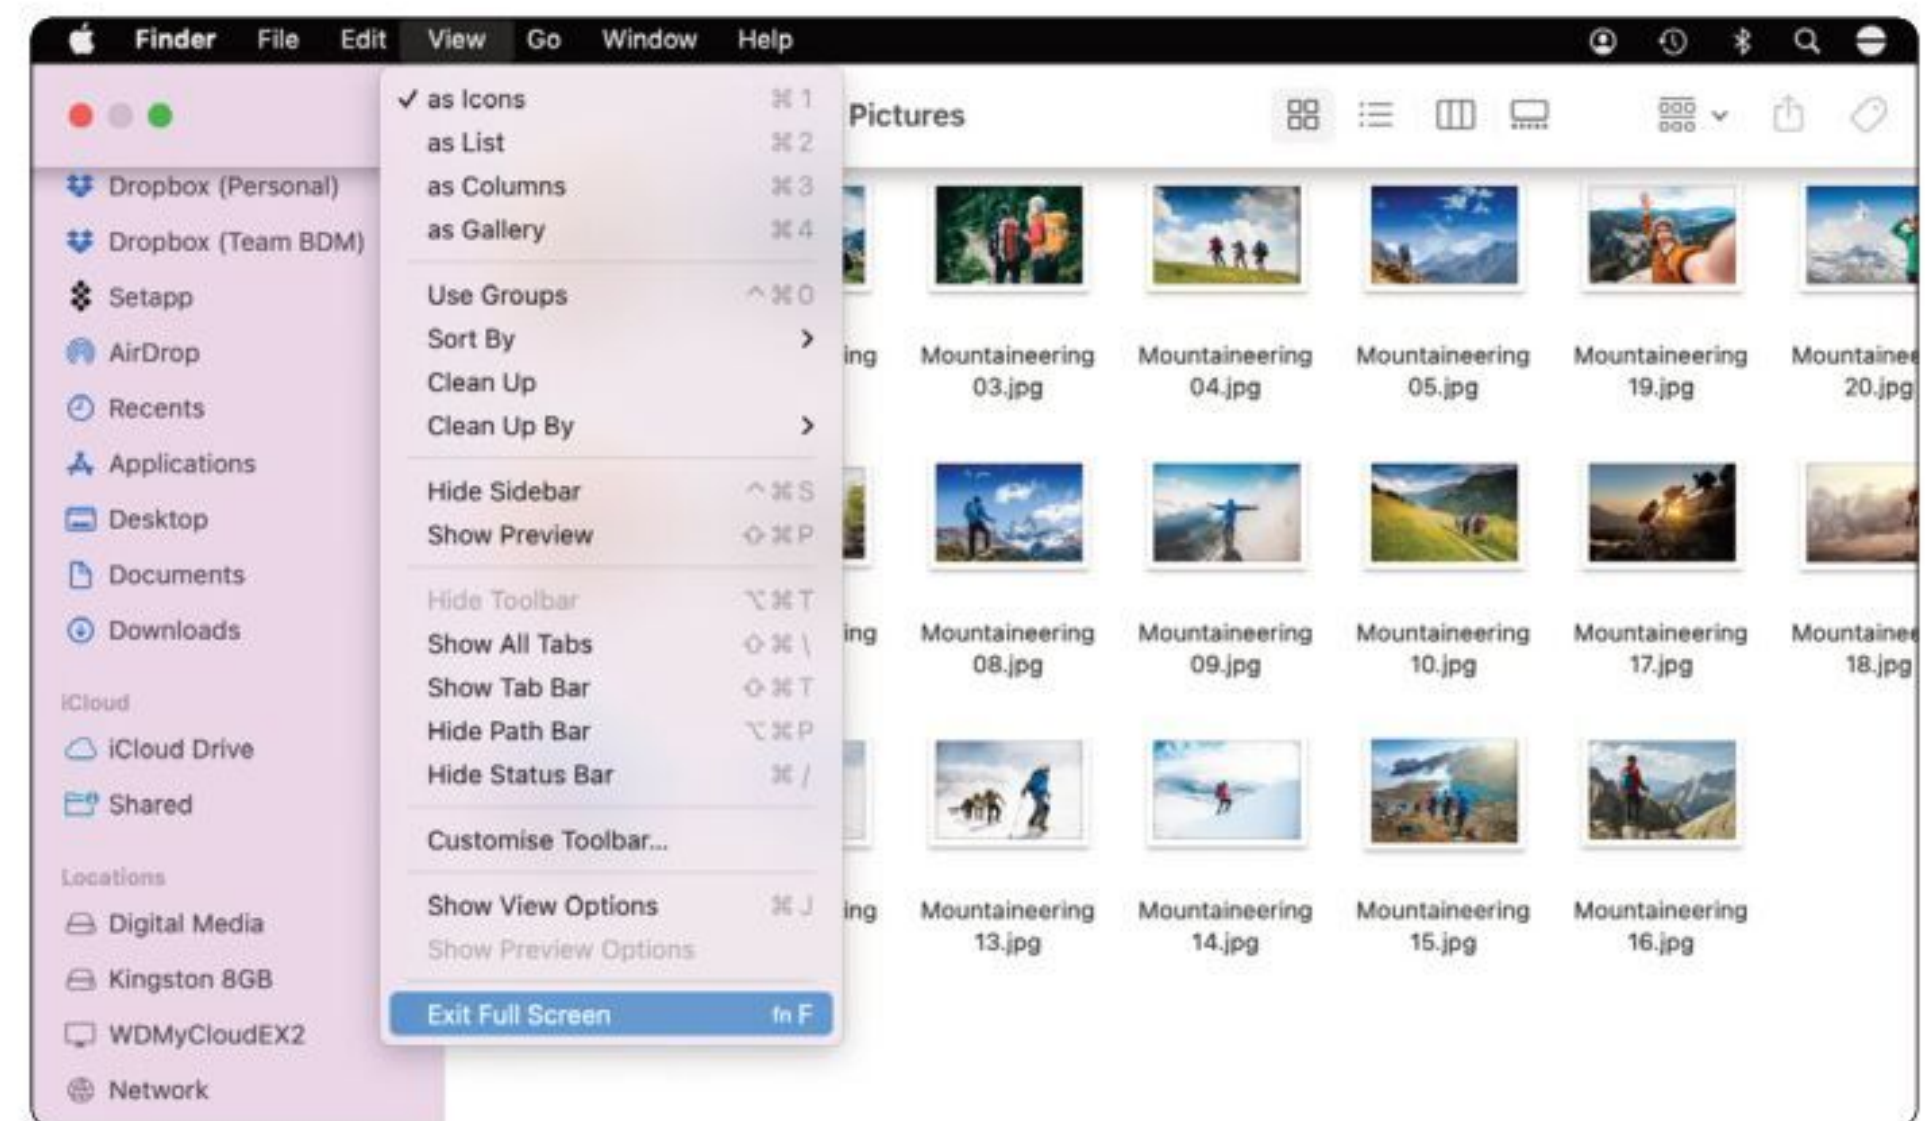 Finder File Edit View Go Window Help
✓ as Icons ⌘ 1
as List ⌘ 2
as Columns ⌘ 3
as Gallery ⌘ 4
Use Groups ^ ⌘ 0
Sort By >
Clean Up
Clean Up By >
Hide Sidebar ^ ⌘ S
Show Preview ⇧ ⌘ P
Hide Toolbar ⌥ ⌘ T
Show All Tabs ⇧ ⌘ \
Show Tab Bar ⇧ ⌘ T
Hide Path Bar ⌥ ⌘ P
Hide Status Bar ⌘ /
Customise Toolbar...
Show View Options ⌘ J
Show Preview Options
Exit Full Screen fn F
Dropbox (Personal)
Dropbox (Team BDM)
Setapp
AirDrop
Recents
Applications
Desktop
Documents
Downloads
iCloud
iCloud Drive
Shared
Locations
Digital Media
Kingston 8GB
WDMyCloudEX2
Network
Pictures
ing Mountaineering Mountaineering Mountaineering Mountaineering Mountainee
03.jpg 04.jpg 05.jpg 19.jpg 20.jpg
ing Mountaineering Mountaineering Mountaineering Mountaineering Mountainee
08.jpg 09.jpg 10.jpg 17.jpg 18.jpg
ing Mountaineering Mountaineering Mountaineering Mountaineering
13.jpg 14.jpg 15.jpg 16.jpg